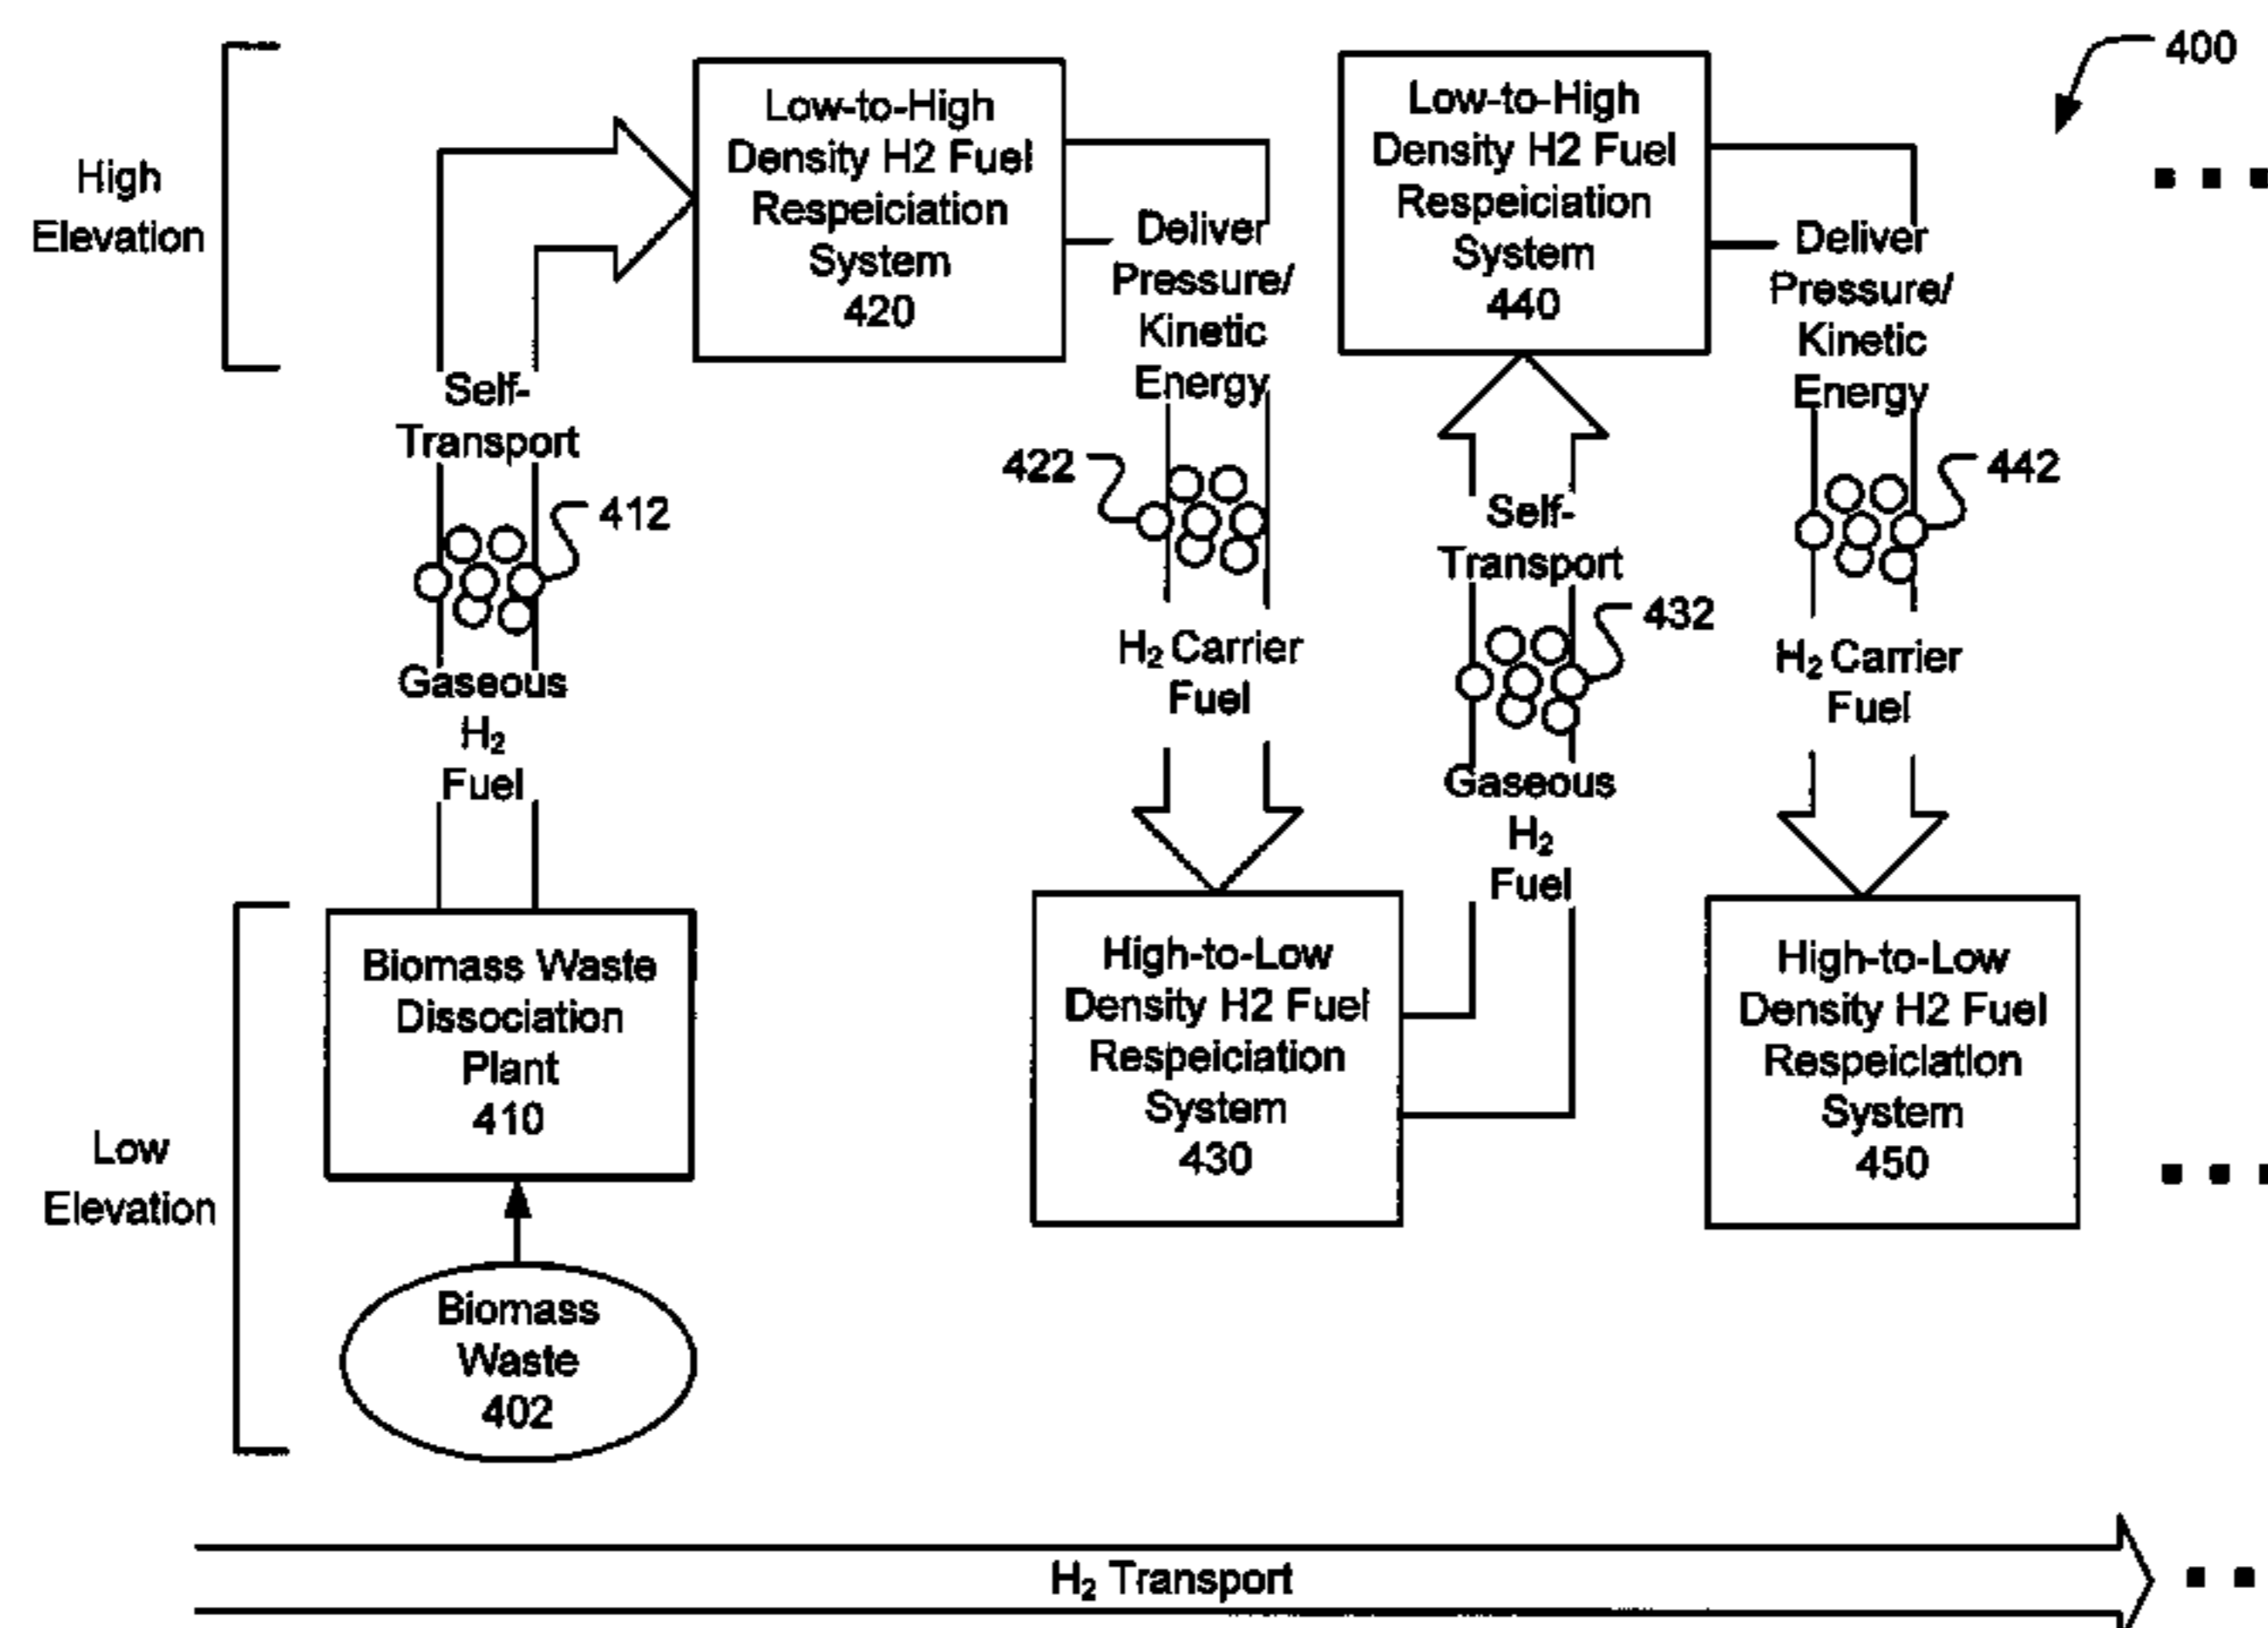 400
High
Elevation
Low-to-High
Density H2 Fuel
Respeiciation
System
420
Low-to-High
Density H2 Fuel
Respeiciation
System
440
Deliver
Pressure/
Kinetic
Energy
Deliver
Pressure/
Kinetic
Energy
Self-
Transport
412
Gaseous
H₂
Fuel
422
H₂ Carrier
Fuel
Self-
Transport
432
Gaseous
H₂
Fuel
442
H₂ Carrier
Fuel
Low
Elevation
Biomass Waste
Dissociation
Plant
410
Biomass
Waste
402
High-to-Low
Density H2 Fuel
Respeiciation
System
430
High-to-Low
Density H2 Fuel
Respeiciation
System
450
H₂ Transport